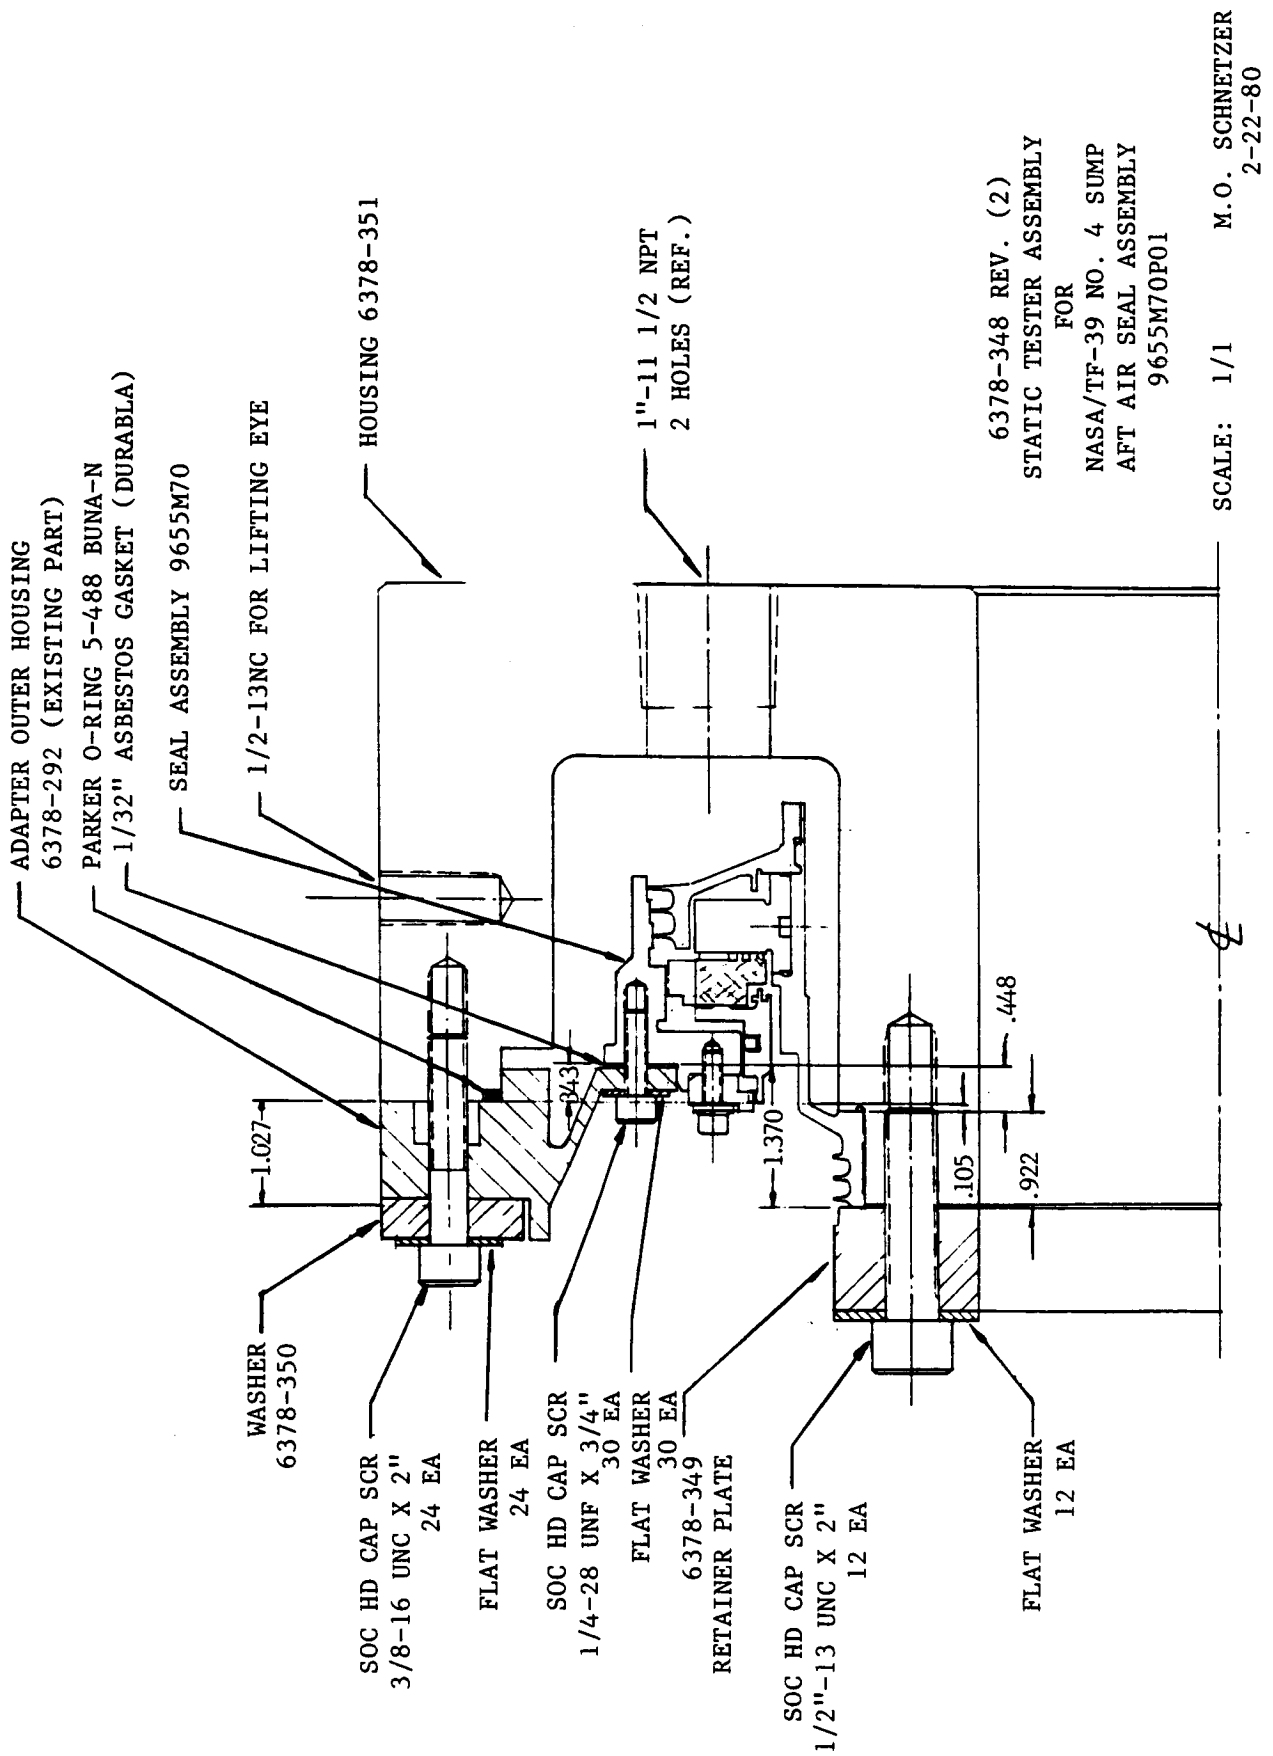 ADAPTER OUTER HOUSING
6378-292 (EXISTING PART)
PARKER O-RING 5-488 BUNA-N
1/32" ASBESTOS GASKET (DURABLA)
SEAL ASSEMBLY 9655M70
1/2-13NC FOR LIFTING EYE
HOUSING 6378-351
1"-11 1/2 NPT
2 HOLES (REF.)
WASHER
6378-350
SOC HD CAP SCR
3/8-16 UNC X 2"
24 EA
FLAT WASHER
24 EA
SOC HD CAP SCR
1/4-28 UNF X 3/4"
30 EA
FLAT WASHER
30 EA
6378-349
RETAINER PLATE
SOC HD CAP SCR
1/2"-13 UNC X 2"
12 EA
FLAT WASHER
12 EA
1.027
.343
1.370
.105
.922
.448
6378-348 REV. (2)
STATIC TESTER ASSEMBLY
FOR
NASA/TF-39 NO. 4 SUMP
AFT AIR SEAL ASSEMBLY
9655M70P01
SCALE: 1/1
M.O. SCHNETZER
2-22-80